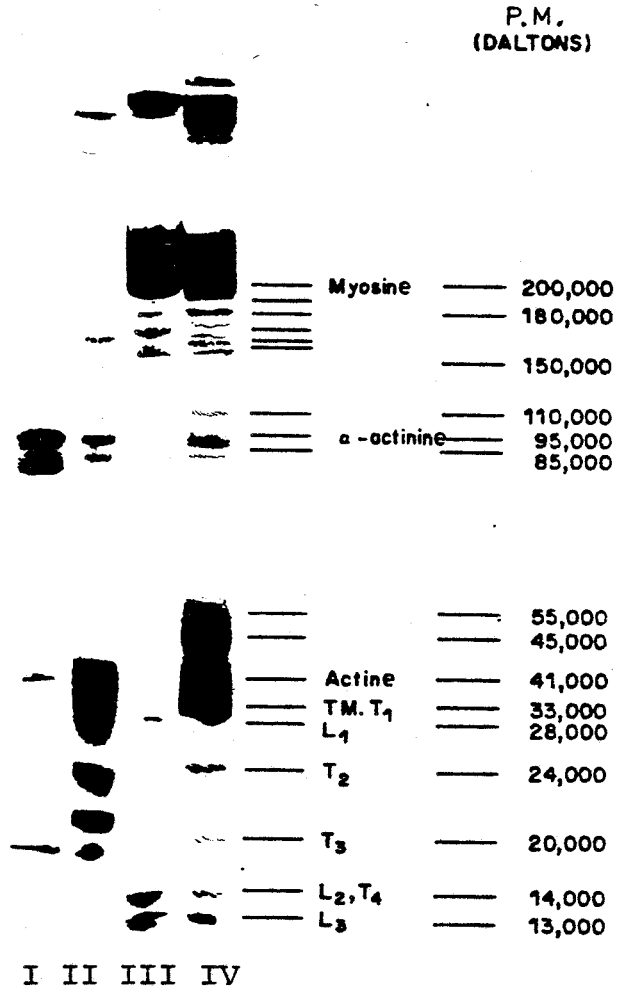 P.M.
(DALTONS)
Myosine 200,000
180,000
150,000
110,000
α-actinine 95,000
85,000
55,000
45,000
Actine 41,000
TM. T1 33,000
L1 28,000
T2 24,000
T3 20,000
L2, T4 14,000
L3 13,000
I II III IV